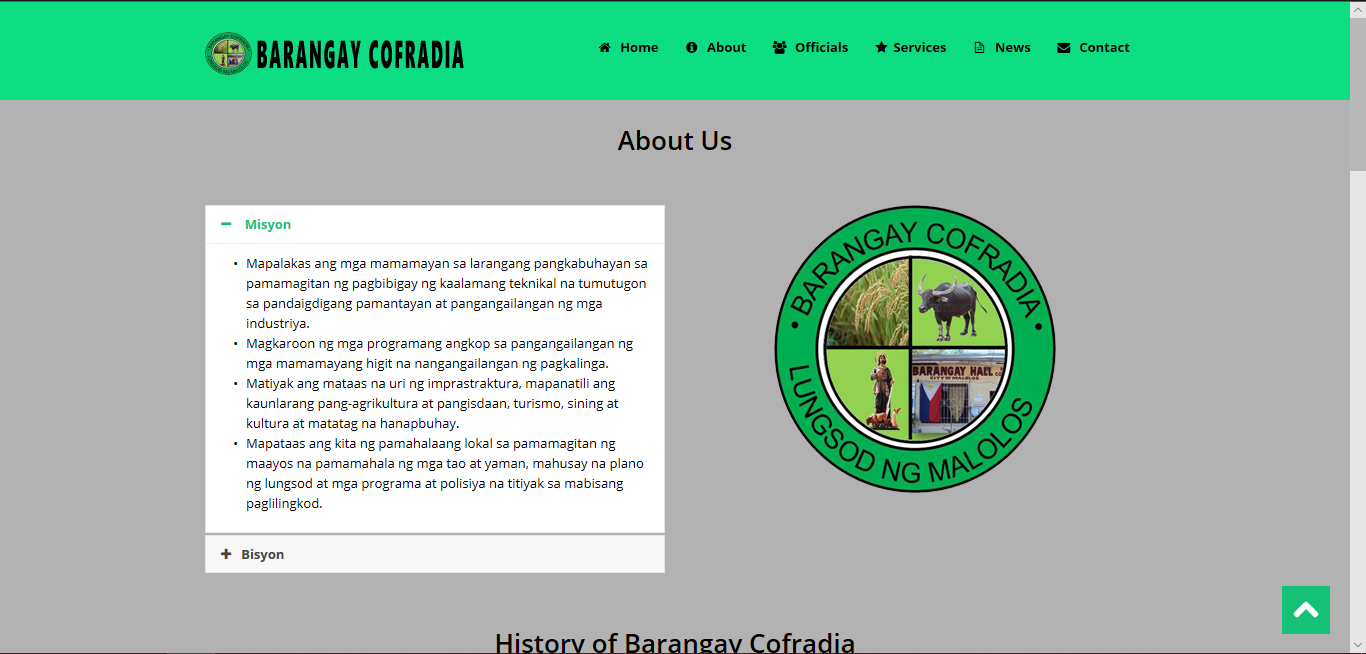 BARANGAY COFRADIA
Home
About
Officials
Services
News
Contact
About Us
Misyon
• Mapalakas ang mga mamamayan sa larangang pangkabuhayan sa
pamamagitan ng pagbibigay ng kaalamang teknikal na tumutugon
sa pandaigdigang pamantayan at pangangailangan ng mga
industriya.
• Magkaroon ng mga programang angkop sa pangangailangan ng
mga mamamayang higit na nangangailangan ng pagkalinga.
• Matiyak ang mataas na uri ng imprastraktura, mapanatili ang
kaunlarang pang-agrikultura at pangisdaan, turismo, sining at
kultura at matatag na hanapbuhay.
• Mapataas ang kita ng pamahalaang lokal sa pamamagitan ng
maayos na pamamahala ng mga tao at yaman, mahusay na plano
ng lungsod at mga programa at polisiya na titiyak sa mabisang
paglilingkod.
Bisyon
• BARANGAY COFRADIA •
BARANGAY HALL
CITY OF MALOLOS
LUNGSOD NG MALOLOS
History of Barangay Cofradia